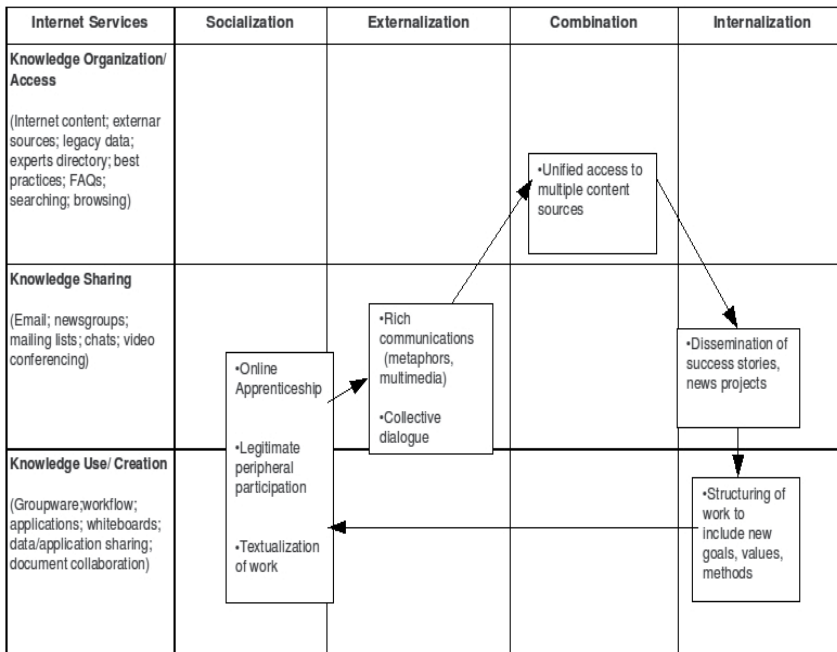 Internet Services
Socialization
Externalization
Combination
Internalization
Knowledge Organization/
Access
(Internet content; externar
sources; legacy data;
experts directory; best
practices; FAQs;
searching; browsing)
•Unified access to
multiple content
sources
Knowledge Sharing
(Email; newsgroups;
mailing lists; chats; video
conferencing)
•Online
Apprenticeship
•Legitimate
peripheral
participation
•Textualization
of work
•Rich
communications
(metaphors,
multimedia)
•Collective
dialogue
•Dissemination of
success stories,
news projects
Knowledge Use/ Creation
(Groupware;workflow;
applications; whiteboards;
data/application sharing;
document collaboration)
•Structuring of
work to
include new
goals, values,
methods